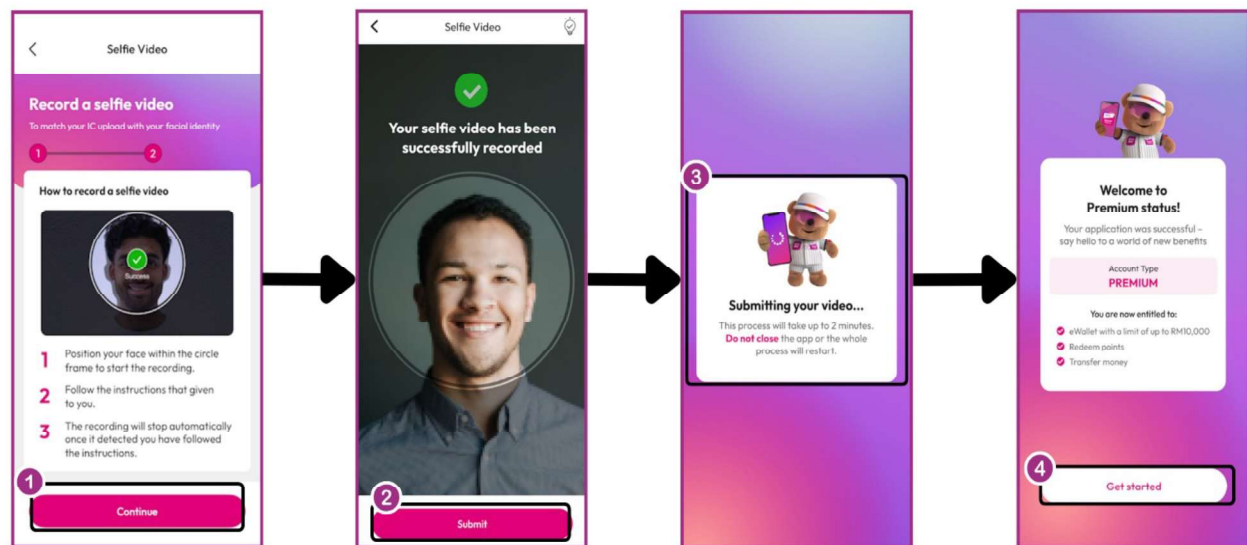 Selfie Video
Record a selfie video
To match your IC upload with your facial identity
1
2
How to record a selfie video
Success
1 Position your face within the circle
frame to start the recording.
2 Follow the instructions that given
to you.
3 The recording will stop automatically
once it detected you have followed
the instructions.
1
Continue
Selfie Video
Your selfie video has been
successfully recorded
2
Submit
3
Submitting your video...
This process will take up to 2 minutes.
Do not close the app or the whole
process will restart.
Welcome to
Premium status!
Your application was successful -
say hello to a world of new benefits
Account Type
PREMIUM
You are now entitled to:
eWallet with a limit of up to RM10,000
Redeem points
Transfer money
4
Get started